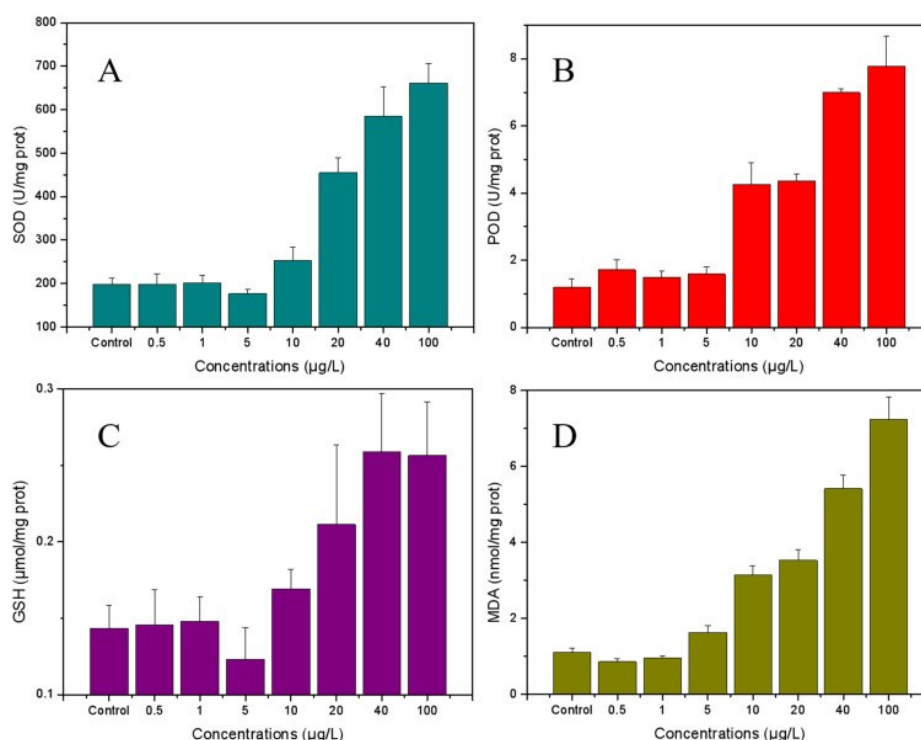 A
SOD (U/mg prot)
800
700
600
500
400
300
200
100
Control 0.5 1 5 10 20 40 100
Concentrations (µg/L)
B
POD (U/mg prot)
8
6
4
2
0
Control 0.5 1 5 10 20 40 100
Concentrations (µg/L)
C
GSH (µmol/mg prot)
0.3
0.2
0.1
Control 0.5 1 5 10 20 40 100
Concentrations (µg/L)
D
MDA (nmol/mg prot)
8
6
4
2
0
Control 0.5 1 5 10 20 40 100
Concentrations (µg/L)